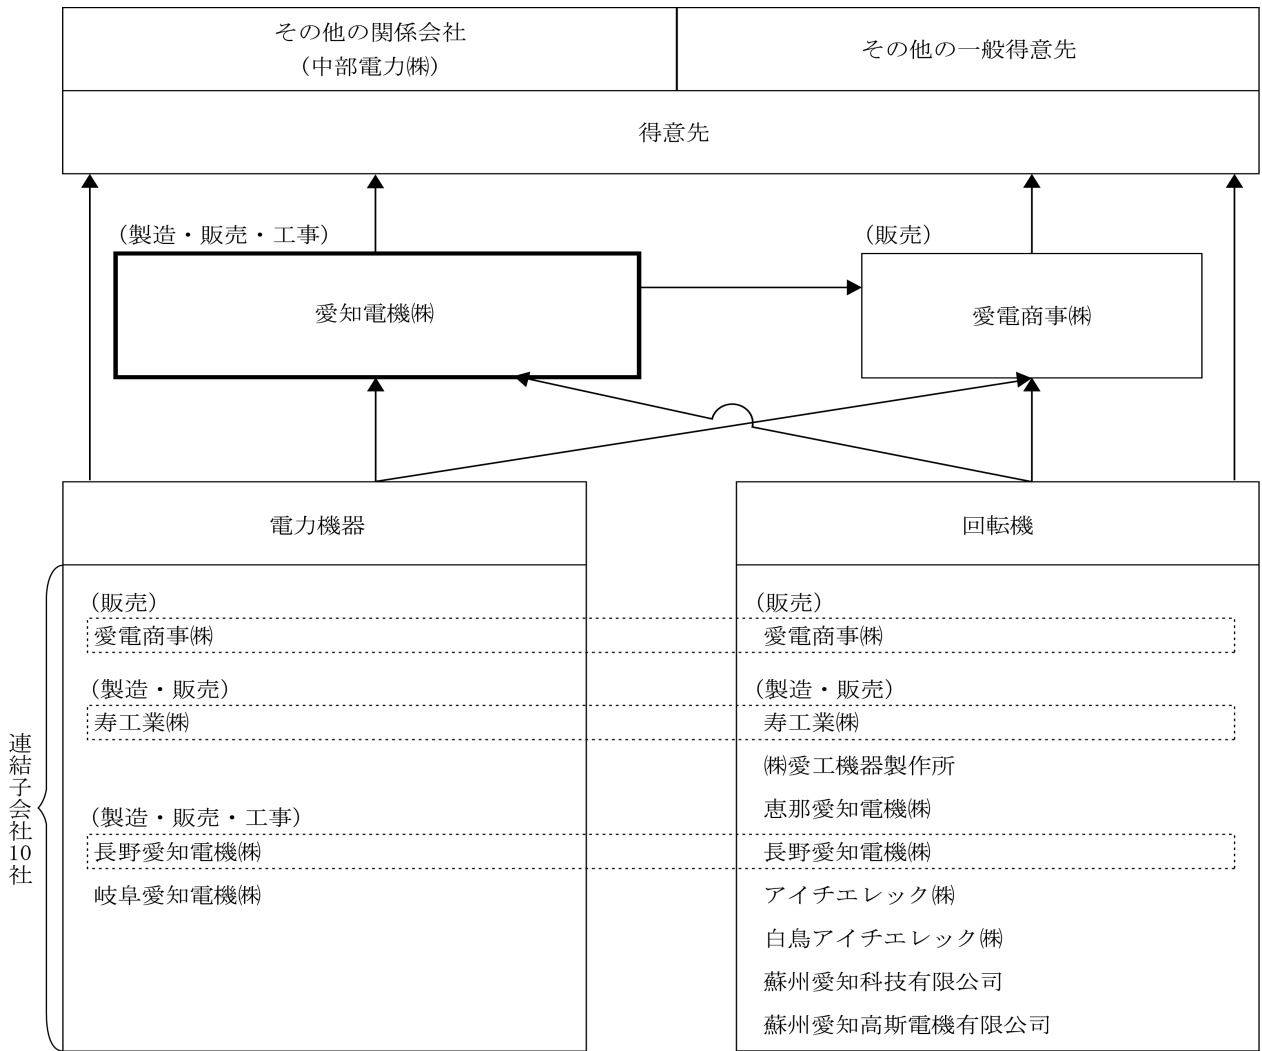 その他の関係会社
（中部電力㈱）
その他の一般得意先
得意先
（製造・販売・工事）
（販売）
愛知電機㈱
愛電商事㈱
電力機器
回転機
連結子会社10社
（販売）
愛電商事㈱
（製造・販売）
寿工業㈱
（製造・販売・工事）
長野愛知電機㈱
岐阜愛知電機㈱
（販売）
愛電商事㈱
（製造・販売）
寿工業㈱
㈱愛工機器製作所
恵那愛知電機㈱
長野愛知電機㈱
アイチエレック㈱
白鳥アイチエレック㈱
蘇州愛知科技有限公司
蘇州愛知高斯電機有限公司